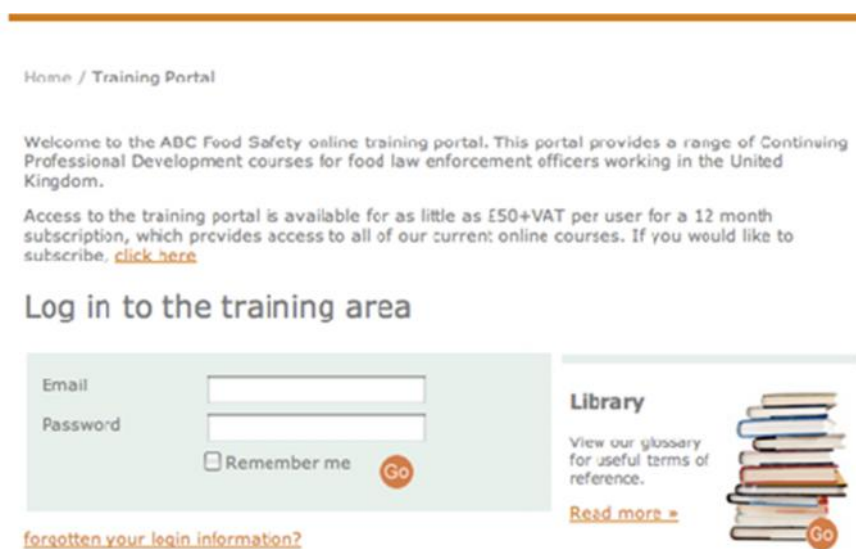 Home / Training Portal
Welcome to the ABC Food Safety online training portal. This portal provides a range of Continuing
Professional Development courses for food law enforcement officers working in the United
Kingdom.
Access to the training portal is available for as little as £50+VAT per user for a 12 month
subscription, which provides access to all of our current online courses. If you would like to
subscribe, click here
Log in to the training area
Email
Password
Remember me
Go
forgotten your login information?
Library
View our glossary
for useful terms of
reference.
Read more »
Go